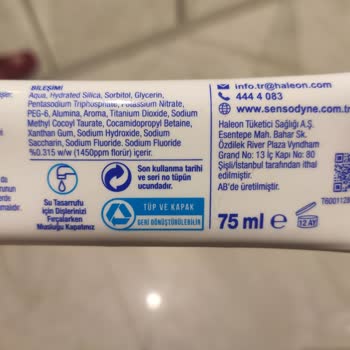 BİLEŞİMİ
Aqua, Hydrated Silica, Sorbitol, Glycerin,
Pentasodium Triphosphate, Potassium Nitrate,
PEG-6, Alumina, Aroma, Titanium Dioxide, Sodium
Methyl Cocoyl Taurate, Cocamidopropyl Betaine,
Xanthan Gum, Sodium Hydroxide, Sodium
Saccharin, Sodium Fluoride. Sodium Fluoride
%0.315 w/w (1450ppm florür) içerir.
Su Tasarrufu
için Dişlerinizi
Fırçalarken
Musluğu Kapatınız
Son kullanma tarihi
ve seri no tüpün
ucundadır.
TÜP VE KAPAK
GERİ DÖNÜŞTÜRÜLEBİLİR
info.tr@haleon.com
444 4 083
www.sensodyne.com.tr
Haleon Tüketici Sağlığı A.Ş.
Esentepe Mah. Bahar Sk.
Özdilek River Plaza Vyndham
Grand No: 13 İç Kapı No: 80
Şişli/İstanbul tarafından ithal
edilmiştir.
AB'de üretilmiştir.
75 ml e
12 AY